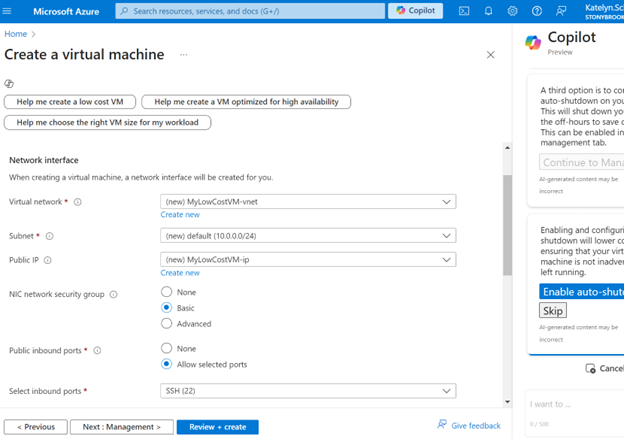 Microsoft Azure
Search resources, services, and docs (G+/)
Copilot
Katelyn.Sc
STONYBROOK
Home
Create a virtual machine
Help me create a low cost VM
Help me create a VM optimized for high availability
Help me choose the right VM size for my workload
Network interface
When creating a virtual machine, a network interface will be created for you.
Virtual network *
(new) MyLowCostVM-vnet
Create new
Subnet *
(new) default (10.0.0.0/24)
Public IP
(new) MyLowCostVM-ip
Create new
NIC network security group
None
Basic
Advanced
Public inbound ports *
None
Allow selected ports
Select inbound ports *
SSH (22)
< Previous
Next : Management >
Review + create
Give feedback
Copilot
Preview
A third option is to co
auto-shutdown on you
This will shut down you
the off-hours to save c
This can be enabled in
management tab.
Continue to Mana
AI-generated content may be
incorrect
Enabling and configuri
shutdown will lower co
ensuring that your virt
machine is not inadver
left running.
Enable auto-shutd
Skip
AI-generated content may be
incorrect
Cancel
I want to ...
0 / 500